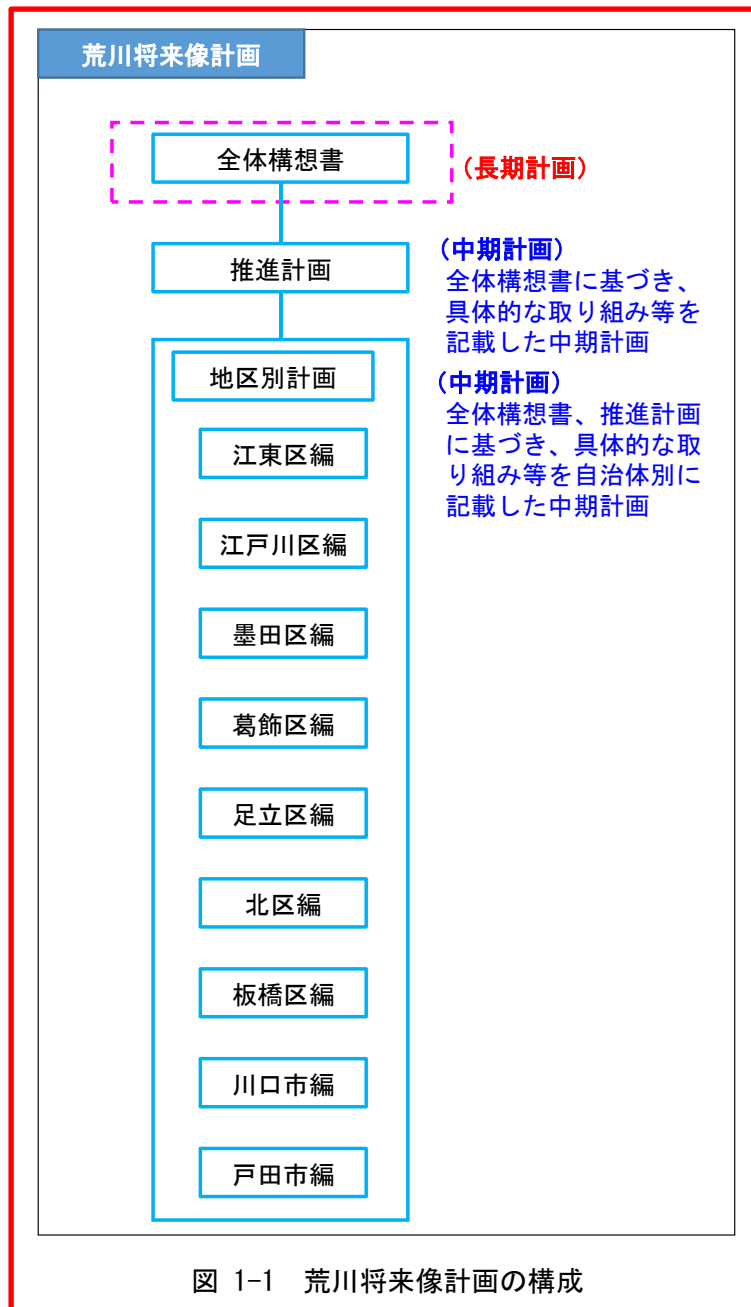 荒川将来像計画
全体構想書
(長期計画)
推進計画
(中期計画)
全体構想書に基づき、
具体的な取り組み等を
記載した中期計画
地区別計画
(中期計画)
全体構想書、推進計画
に基づき、具体的な取
り組み等を自治体別に
記載した中期計画
江東区編
江戸川区編
墨田区編
葛飾区編
足立区編
北区編
板橋区編
川口市編
戸田市編
図 1-1 荒川将来像計画の構成